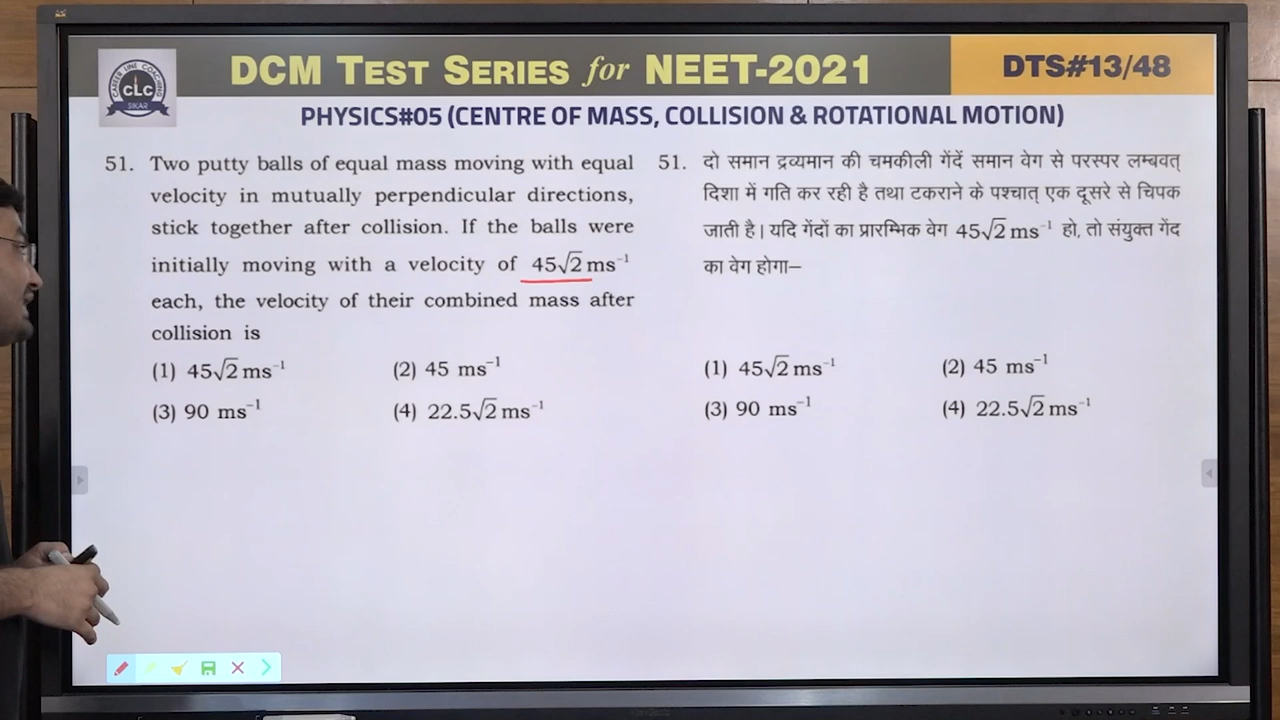 DCM TEST SERIES for NEET-2021
DTS#13/48
CAREER LINE COACHING
CLC
SIKAR
PHYSICS#05 (CENTRE OF MASS, COLLISION & ROTATIONAL MOTION)
51. Two putty balls of equal mass moving with equal
velocity in mutually perpendicular directions,
stick together after collision. If the balls were
initially moving with a velocity of 45√2 ms⁻¹
each, the velocity of their combined mass after
collision is
(1) 45√2 ms⁻¹ (2) 45 ms⁻¹
(3) 90 ms⁻¹ (4) 22.5√2 ms⁻¹
51. दो समान द्रव्यमान की चमकीली गेंदें समान वेग से परस्पर लम्बवत्
दिशा में गति कर रही है तथा टकराने के पश्चात् एक दूसरे से चिपक
जाती है। यदि गेंदों का प्रारम्भिक वेग 45√2 ms⁻¹ हो, तो संयुक्त गेंद
का वेग होगा–
(1) 45√2 ms⁻¹ (2) 45 ms⁻¹
(3) 90 ms⁻¹ (4) 22.5√2 ms⁻¹